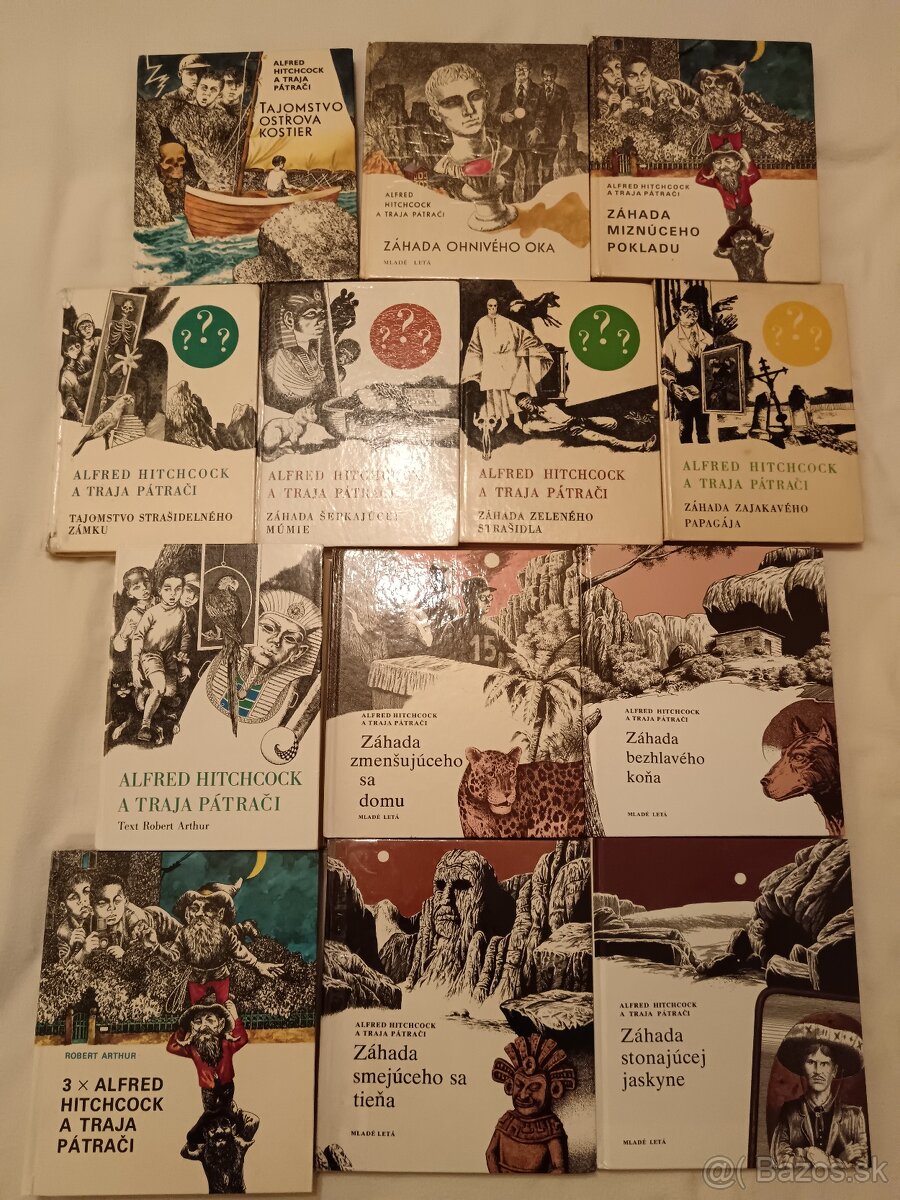 ALFRED
HITCHCOCK
A TRAJA
PÁTRAČI
TAJOMSTVO
OSTROVA
KOSTIER
ALFRED
HITCHCOCK
A TRAJA PÁTRAČI
ZÁHADA OHNIVÉHO OKA
MLADÉ LETÁ
ALFRED HITCHCOCK
A TRAJA PÁTRAČI
ZÁHADA
MIZNÚCEHO
POKLADU
? ? ?
ALFRED HITCHCOCK
A TRAJA PÁTRAČI
TAJOMSTVO STRAŠIDELNÉHO
ZÁMKU
? ? ?
ALFRED HITCHCOCK
A TRAJA PÁTRAČI
ZÁHADA ŠEPKAJÚCEJ
MÚMIE
? ? ?
ALFRED HITCHCOCK
A TRAJA PÁTRAČI
ZÁHADA ZELENÉHO
STRAŠIDLA
? ? ?
ALFRED HITCHCOCK
A TRAJA PÁTRAČI
ZÁHADA ZAJAKAVÉHO
PAPAGÁJA
ALFRED HITCHCOCK
A TRAJA PÁTRAČI
Text Robert Arthur
15
ALFRED HITCHCOCK
A TRAJA PÁTRAČI
Záhada
zmenšujúceho
sa
domu
MLADÉ LETÁ
ALFRED HITCHCOCK
A TRAJA PÁTRAČI
Záhada
bezhlavého
koňa
MLADÉ LETÁ
ROBERT ARTHUR
3 × ALFRED
HITCHCOCK
A TRAJA
PÁTRAČI
ALFRED HITCHCOCK
A TRAJA PÁTRAČI
Záhada
smejúceho sa
tieňa
MLADÉ LETÁ
ALFRED HITCHCOCK
A TRAJA PÁTRAČI
Záhada
stonajúcej
jaskyne
MLADÉ LETÁ
@( Bazos.sk